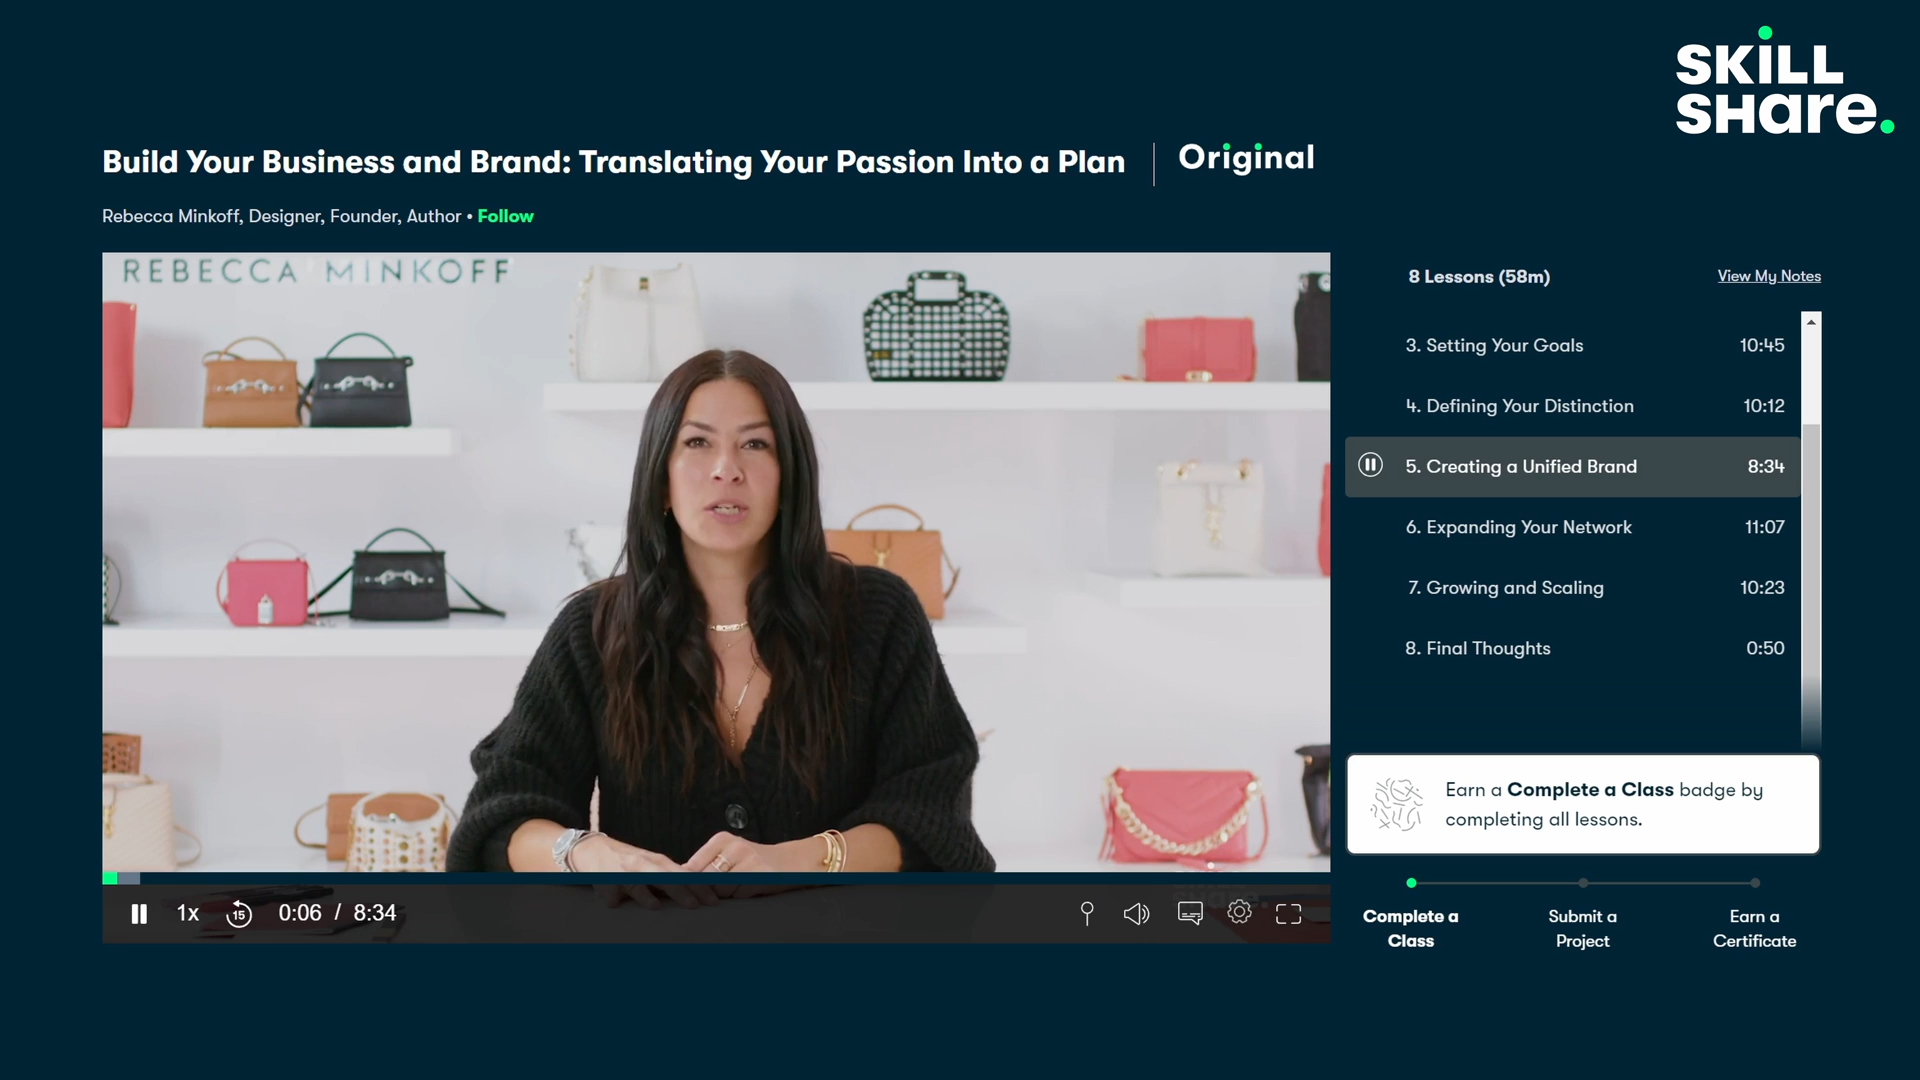 SKILL
SHare.
Build Your Business and Brand: Translating Your Passion Into a Plan
Original
Rebecca Minkoff, Designer, Founder, Author • Follow
REBECCA MINKOFF
8 Lessons (58m)
View My Notes
3. Setting Your Goals 10:45
4. Defining Your Distinction 10:12
5. Creating a Unified Brand 8:34
6. Expanding Your Network 11:07
7. Growing and Scaling 10:23
8. Final Thoughts 0:50
Earn a Complete a Class badge by
completing all lessons.
1x 15 0:06 / 8:34
Complete a
Class
Submit a
Project
Earn a
Certificate